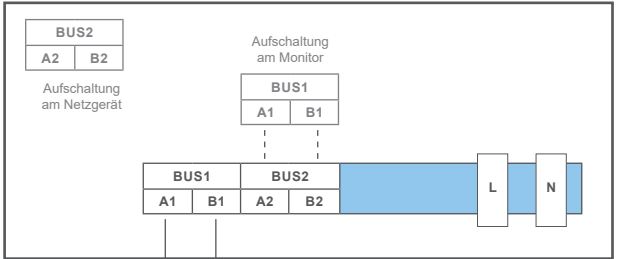 BUS2
A2 B2
Aufschaltung
am Netzgerät
Aufschaltung
am Monitor
BUS1
A1 B1
BUS1 BUS2
A1 B1 A2 B2
L N